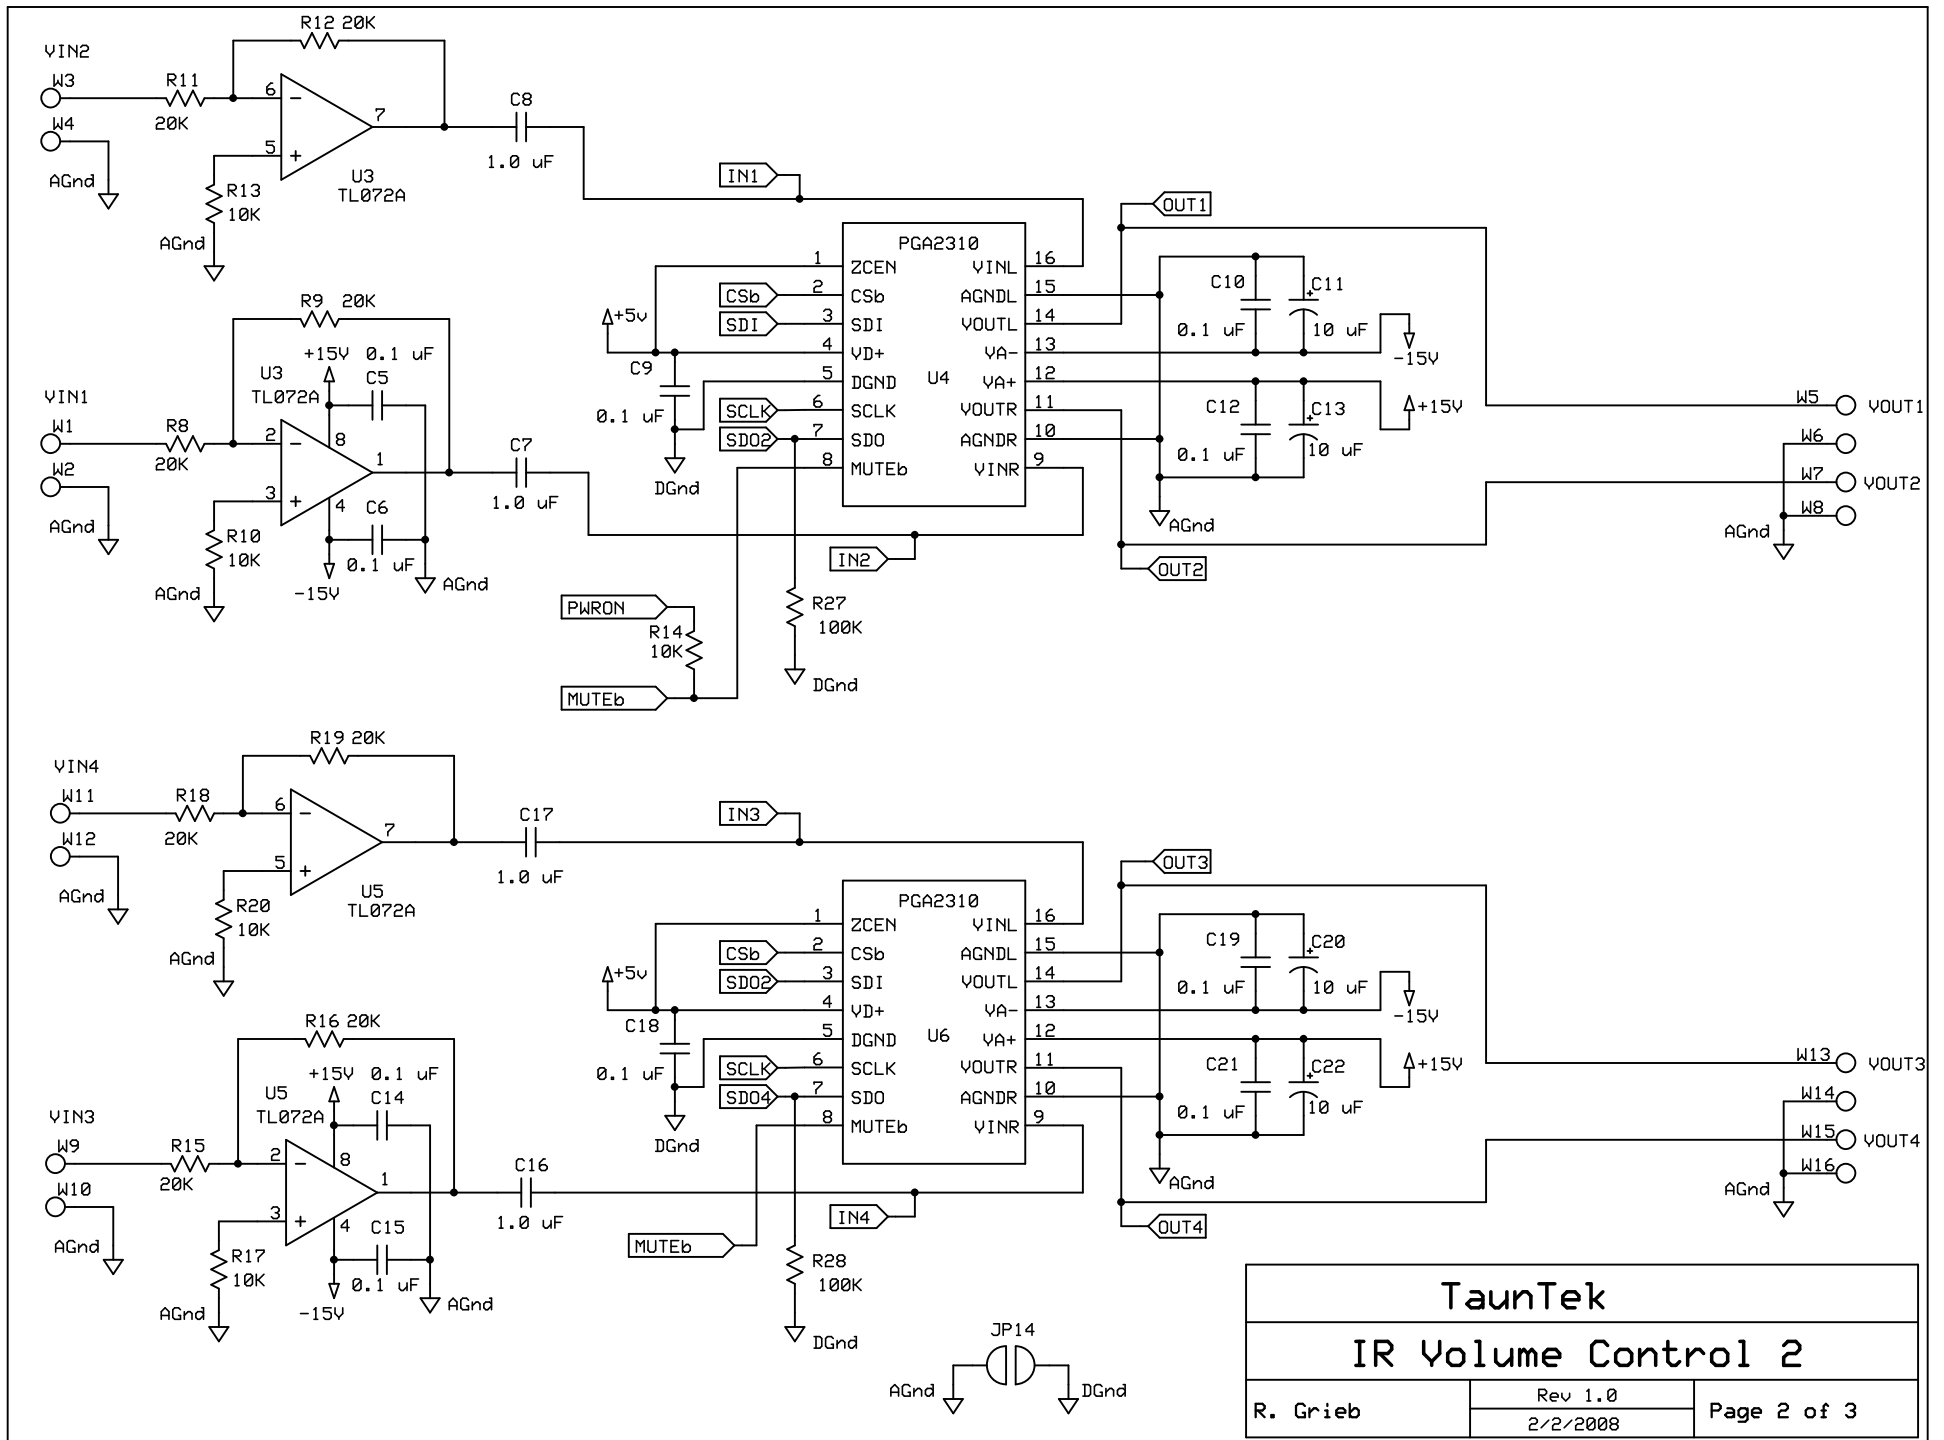 R12 20K
VIN2
W3
R11
20K
6
7
5
W4
AGnd
R13
10K
AGnd
U3
TL072A
C8
1.0 uF
IN1
OUT1
PGA2310
1 ZCEN VINL 16
CSb 2 CSb AGNDL 15
SDI 3 SDI VOUTL 14
+5v
4 VD+ VA- 13
5 DGND U4 VA+ 12
SCLK 6 SCLK VOUTR 11
SDO2 7 SDO AGNDR 10
8 MUTEb VINR 9
C9
0.1 uF
DGnd
C10
0.1 uF
C11
10 uF
-15V
C12
0.1 uF
C13
10 uF
+15V
AGnd
W5 VOUT1
W6
W7 VOUT2
W8
AGnd
R9 20K
+15V 0.1 uF
C5
U3
TL072A
VIN1
W1
R8
20K
2
8
1
3
4
W2
AGnd
R10
10K
AGnd
C6
0.1 uF
-15V
AGnd
C7
1.0 uF
IN2
OUT2
PWRON
R14
10K
MUTEb
R27
100K
DGnd
R19 20K
VIN4
W11
R18
20K
6
7
5
W12
AGnd
R20
10K
AGnd
U5
TL072A
C17
1.0 uF
IN3
OUT3
PGA2310
1 ZCEN VINL 16
CSb 2 CSb AGNDL 15
SDO2 3 SDI VOUTL 14
+5v
4 VD+ VA- 13
5 DGND U6 VA+ 12
SCLK 6 SCLK VOUTR 11
SDO4 7 SDO AGNDR 10
8 MUTEb VINR 9
C18
0.1 uF
DGnd
C19
0.1 uF
C20
10 uF
-15V
C21
0.1 uF
C22
10 uF
+15V
AGnd
W13 VOUT3
W14
W15 VOUT4
W16
AGnd
R16 20K
+15V 0.1 uF
C14
U5
TL072A
VIN3
W9
R15
20K
2
8
1
3
4
W10
AGnd
R17
10K
AGnd
C15
0.1 uF
-15V
AGnd
C16
1.0 uF
IN4
OUT4
MUTEb
R28
100K
DGnd
JP14
AGnd
DGnd
TaunTek
IR Volume Control 2
R. Grieb
Rev 1.0
2/2/2008
Page 2 of 3